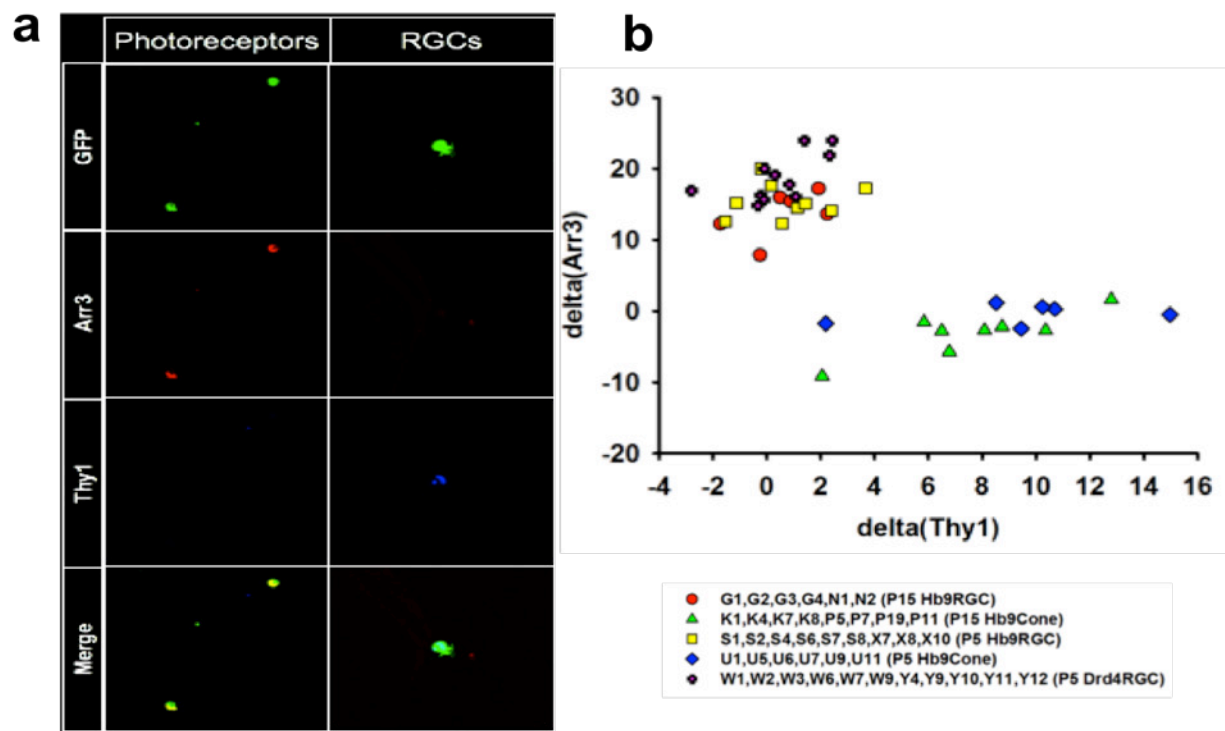 a
Photoreceptors RGCs
GFP
Arr3
Thy1
Merge
b
30
20
10
0
-10
-20
delta(Arr3)
-4 -2 0 2 4 6 8 10 12 14 16
delta(Thy1)
G1,G2,G3,G4,N1,N2 (P15 Hb9RGC)
K1,K4,K7,K8,P5,P7,P19,P11 (P15 Hb9Cone)
S1,S2,S4,S6,S7,S8,X7,X8,X10 (P5 Hb9RGC)
U1,U5,U6,U7,U9,U11 (P5 Hb9Cone)
W1,W2,W3,W6,W7,W9,Y4,Y9,Y10,Y11,Y12 (P5 Drd4RGC)